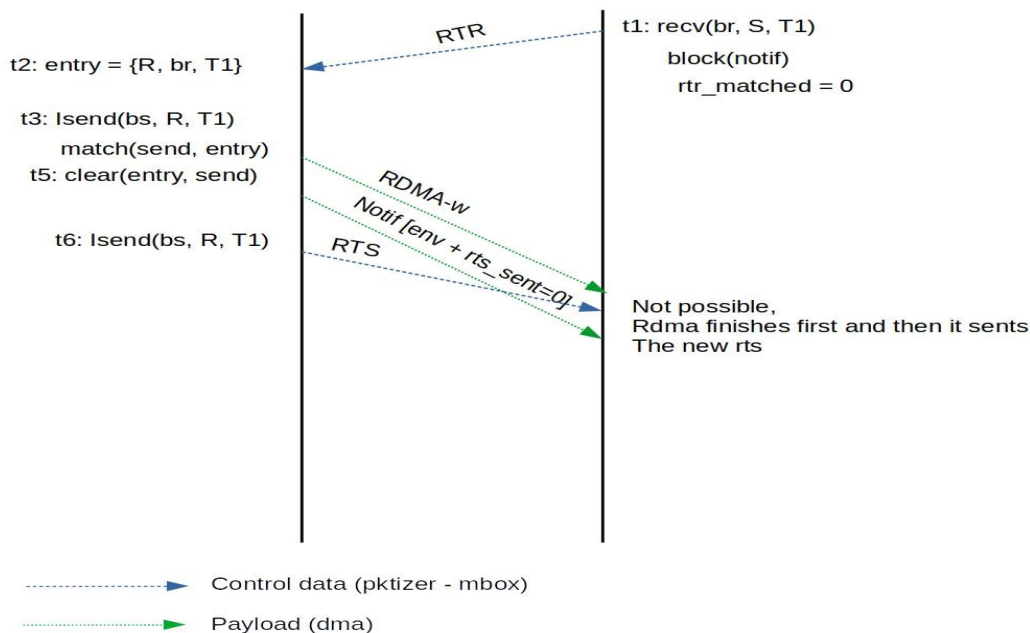 RTR
t1: recv(br, S, T1)
block(notif)
rtr_matched = 0
t2: entry = {R, br, T1}
t3: Isend(bs, R, T1)
match(send, entry)
t5: clear(entry, send)
RDMA-w
Notif [env + rts_sent=0]
t6: Isend(bs, R, T1)
RTS
Not possible,
Rdma finishes first and then it sents
The new rts
Control data (pktizer - mbox)
Payload (dma)